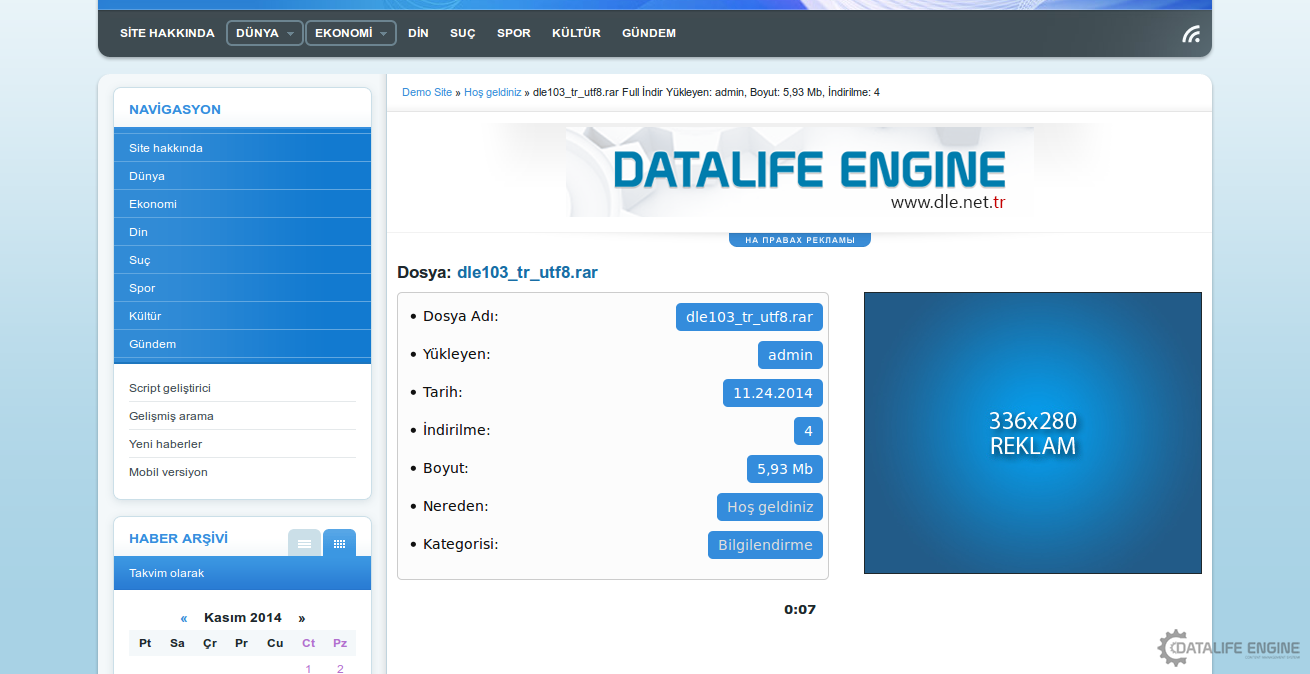 SİTE HAKKINDA DÜNYA EKONOMİ DİN SUÇ SPOR KÜLTÜR GÜNDEM
NAVİGASYON
Site hakkında
Dünya
Ekonomi
Din
Suç
Spor
Kültür
Gündem
Script geliştirici
Gelişmiş arama
Yeni haberler
Mobil versiyon
HABER ARŞİVİ
Takvim olarak
« Kasım 2014 »
Pt Sa Çr Pr Cu Ct Pz
1 2
Demo Site » Hoş geldiniz » dle103_tr_utf8.rar Full İndir Yükleyen: admin, Boyut: 5,93 Mb, İndirilme: 4
DATALIFE ENGINE
www.dle.net.tr
НА ПРАВАХ РЕКЛАМЫ
Dosya: dle103_tr_utf8.rar
• Dosya Adı: dle103_tr_utf8.rar
• Yükleyen: admin
• Tarih: 11.24.2014
• İndirilme: 4
• Boyut: 5,93 Mb
• Nereden: Hoş geldiniz
• Kategorisi: Bilgilendirme
336x280
REKLAM
0:07
DATALIFE ENGINE